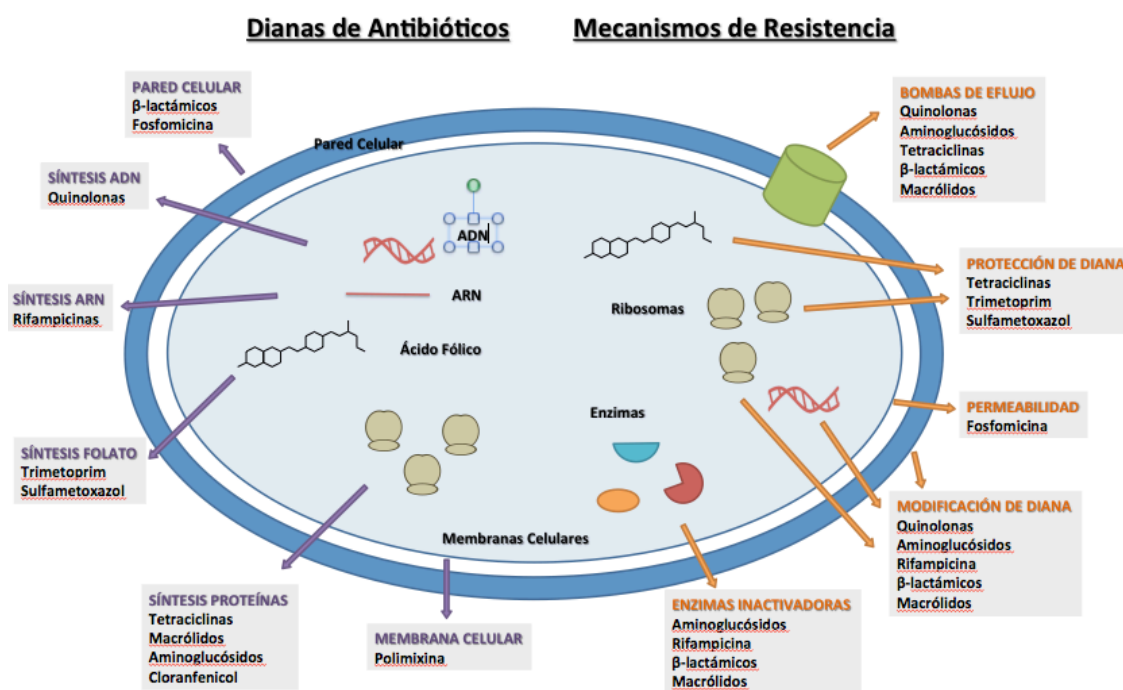 Dianas de Antibióticos
Mecanismos de Resistencia
PARED CELULAR
β-lactámicos
Fosfomicina
SÍNTESIS ADN
Quinolonas
SÍNTESIS ARN
Rifampicinas
SÍNTESIS FOLATO
Trimetoprim
Sulfametoxazol
SÍNTESIS PROTEÍNAS
Tetraciclinas
Macrólidos
Aminoglucósidos
Cloranfenicol
MEMBRANA CELULAR
Polimixina
Pared Celular
ADN
ARN
Ácido Fólico
Ribosomas
Enzimas
Membranas Celulares
BOMBAS DE EFLUJO
Quinolonas
Aminoglucósidos
Tetraciclinas
β-lactámicos
Macrólidos
PROTECCIÓN DE DIANA
Tetraciclinas
Trimetoprim
Sulfametoxazol
PERMEABILIDAD
Fosfomicina
MODIFICACIÓN DE DIANA
Quinolonas
Aminoglucósidos
Rifampicina
β-lactámicos
Macrólidos
ENZIMAS INACTIVADORAS
Aminoglucósidos
Rifampicina
β-lactámicos
Macrólidos